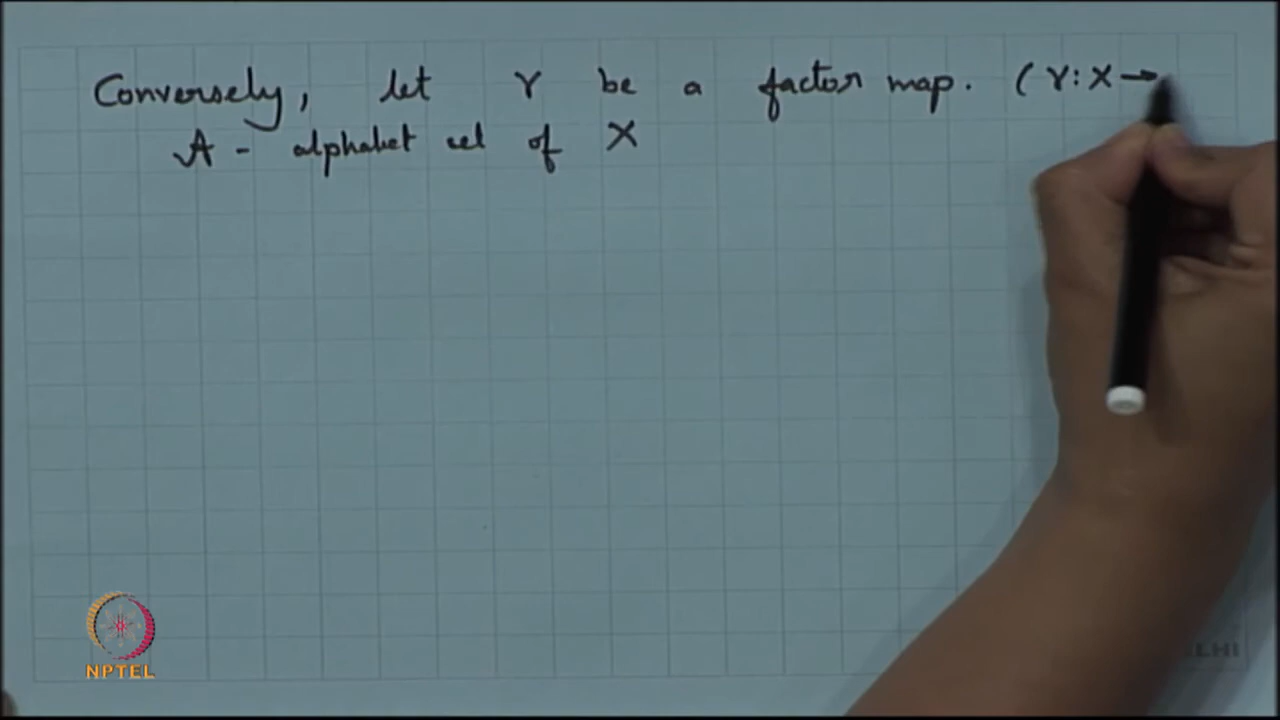 Conversely, let γ be a factor map. (γ: X →
A - alphabet set of X
NPTEL